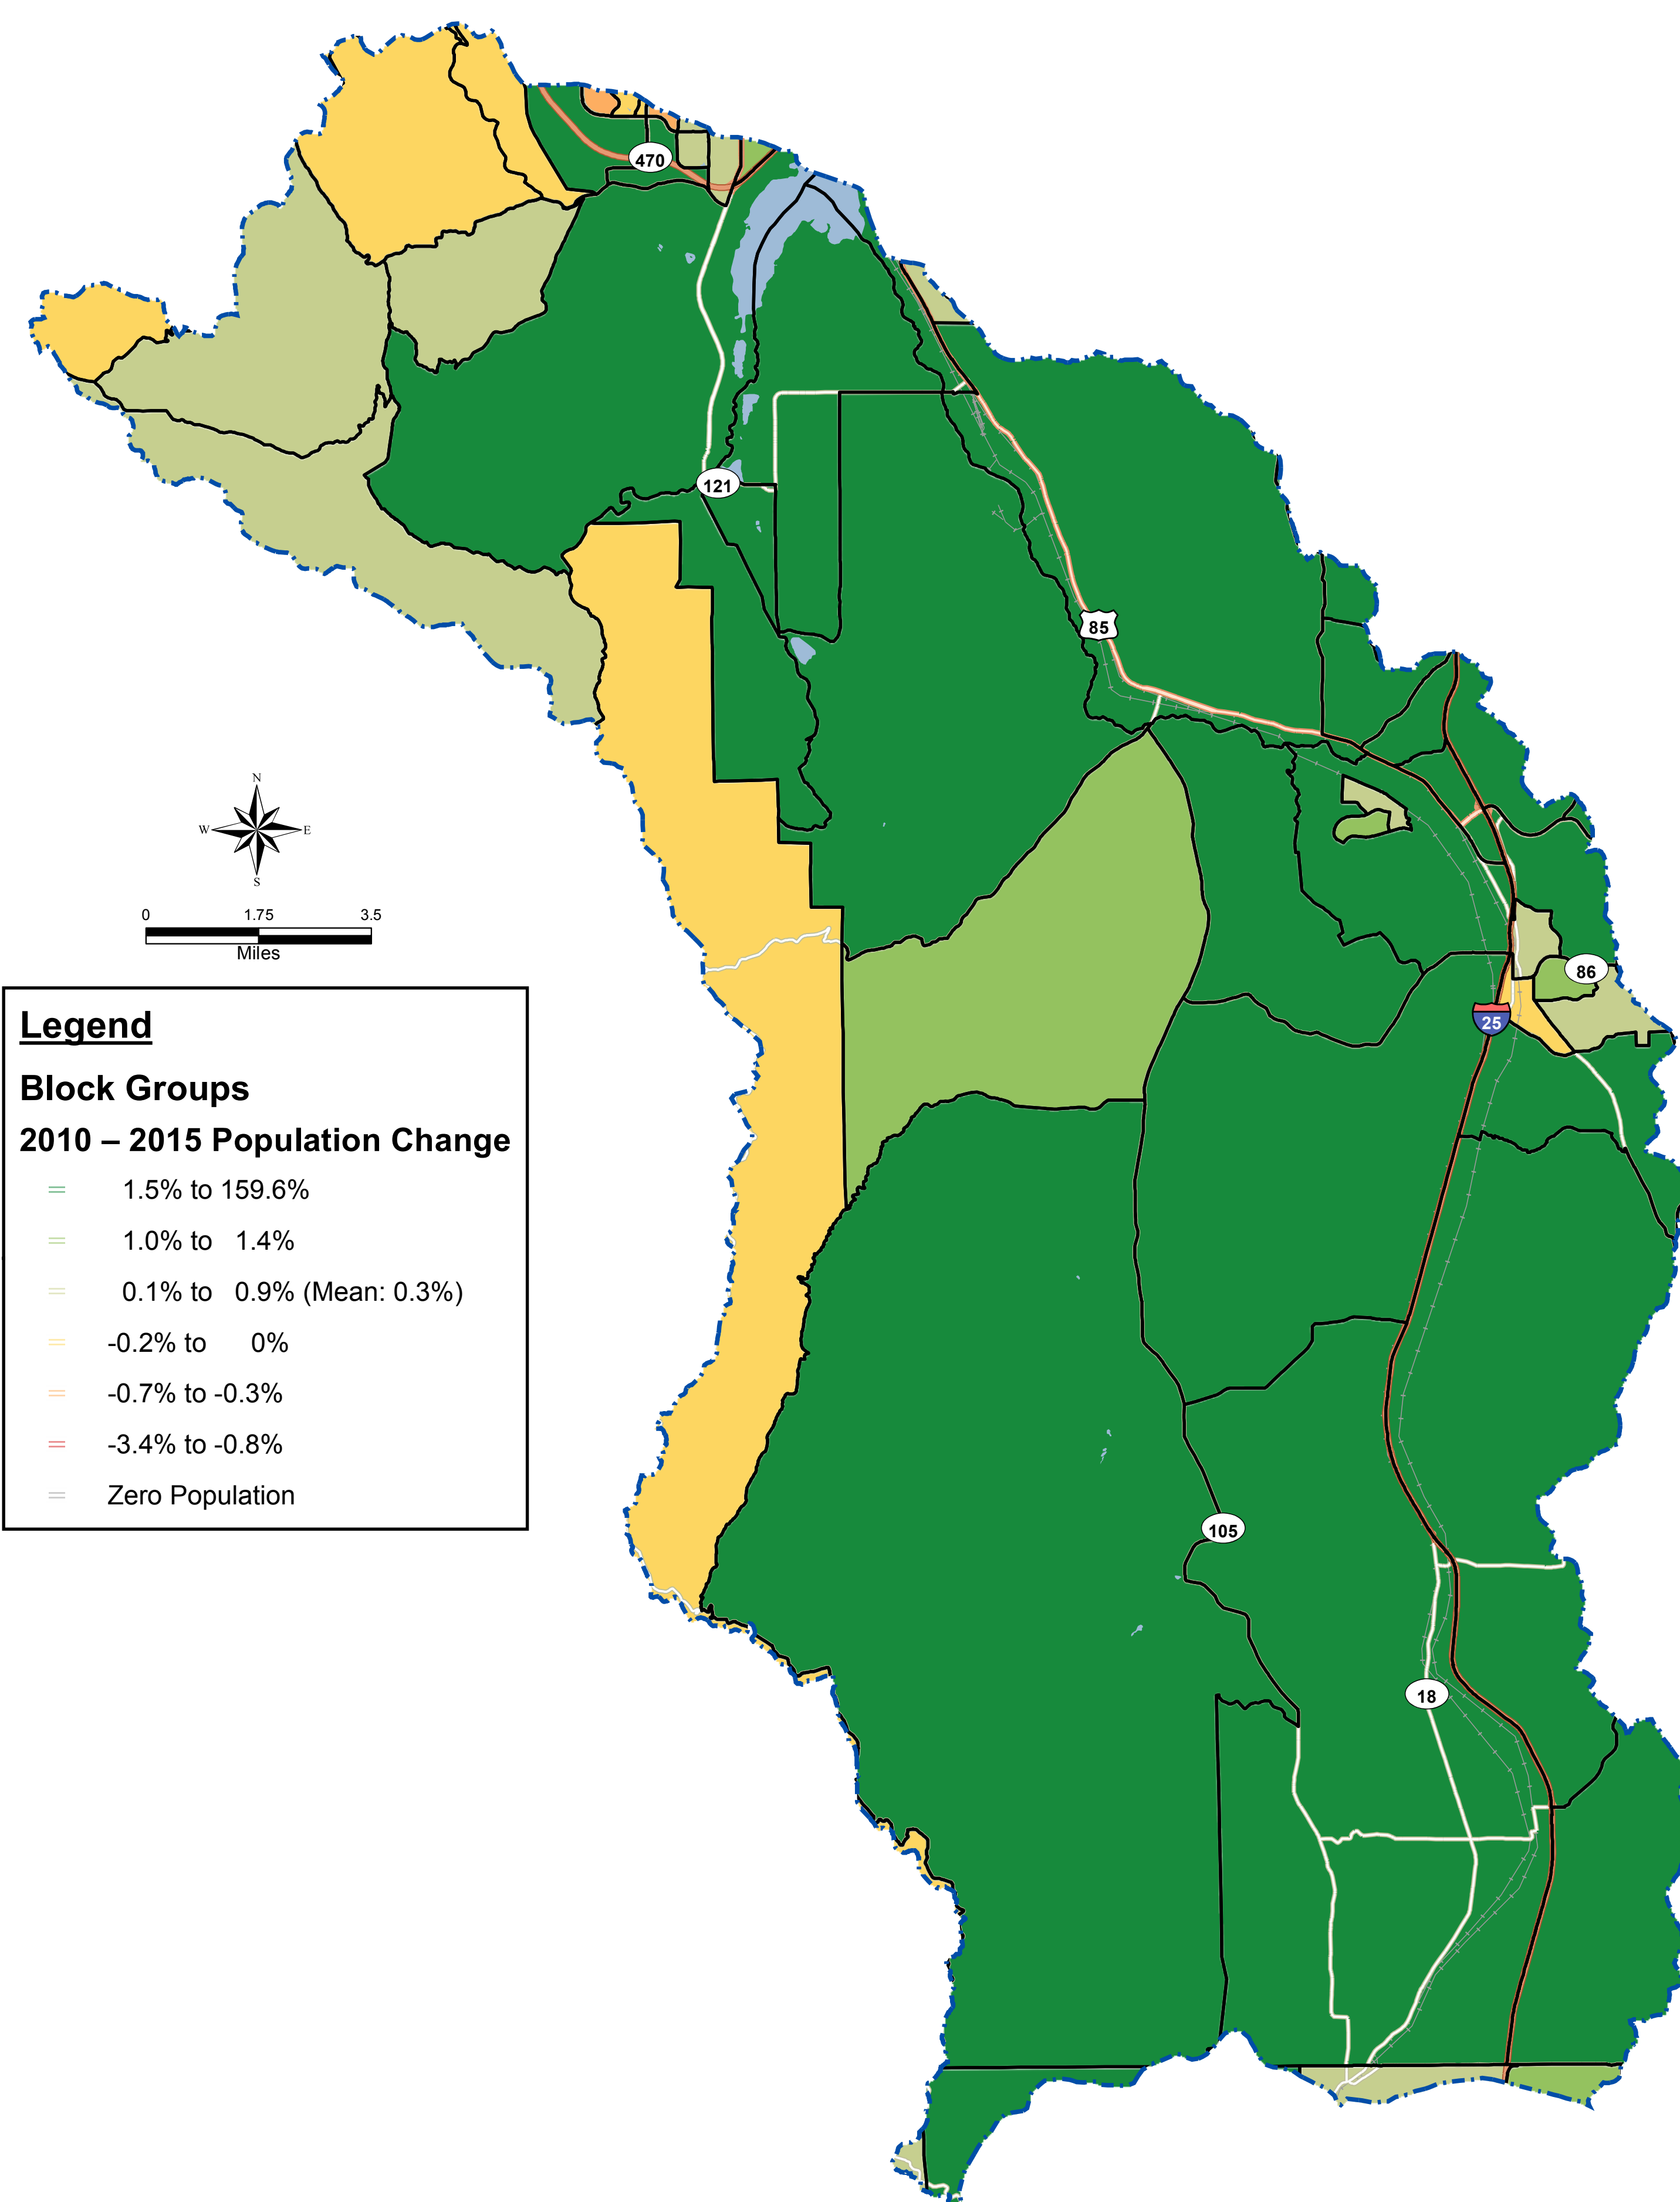 470
121
85
N
W E
S
0 1.75 3.5
Miles
86
25
Legend
Block Groups
2010 – 2015 Population Change
1.5% to 159.6%
1.0% to 1.4%
0.1% to 0.9% (Mean: 0.3%)
-0.2% to 0%
-0.7% to -0.3%
-3.4% to -0.8%
Zero Population
105
18